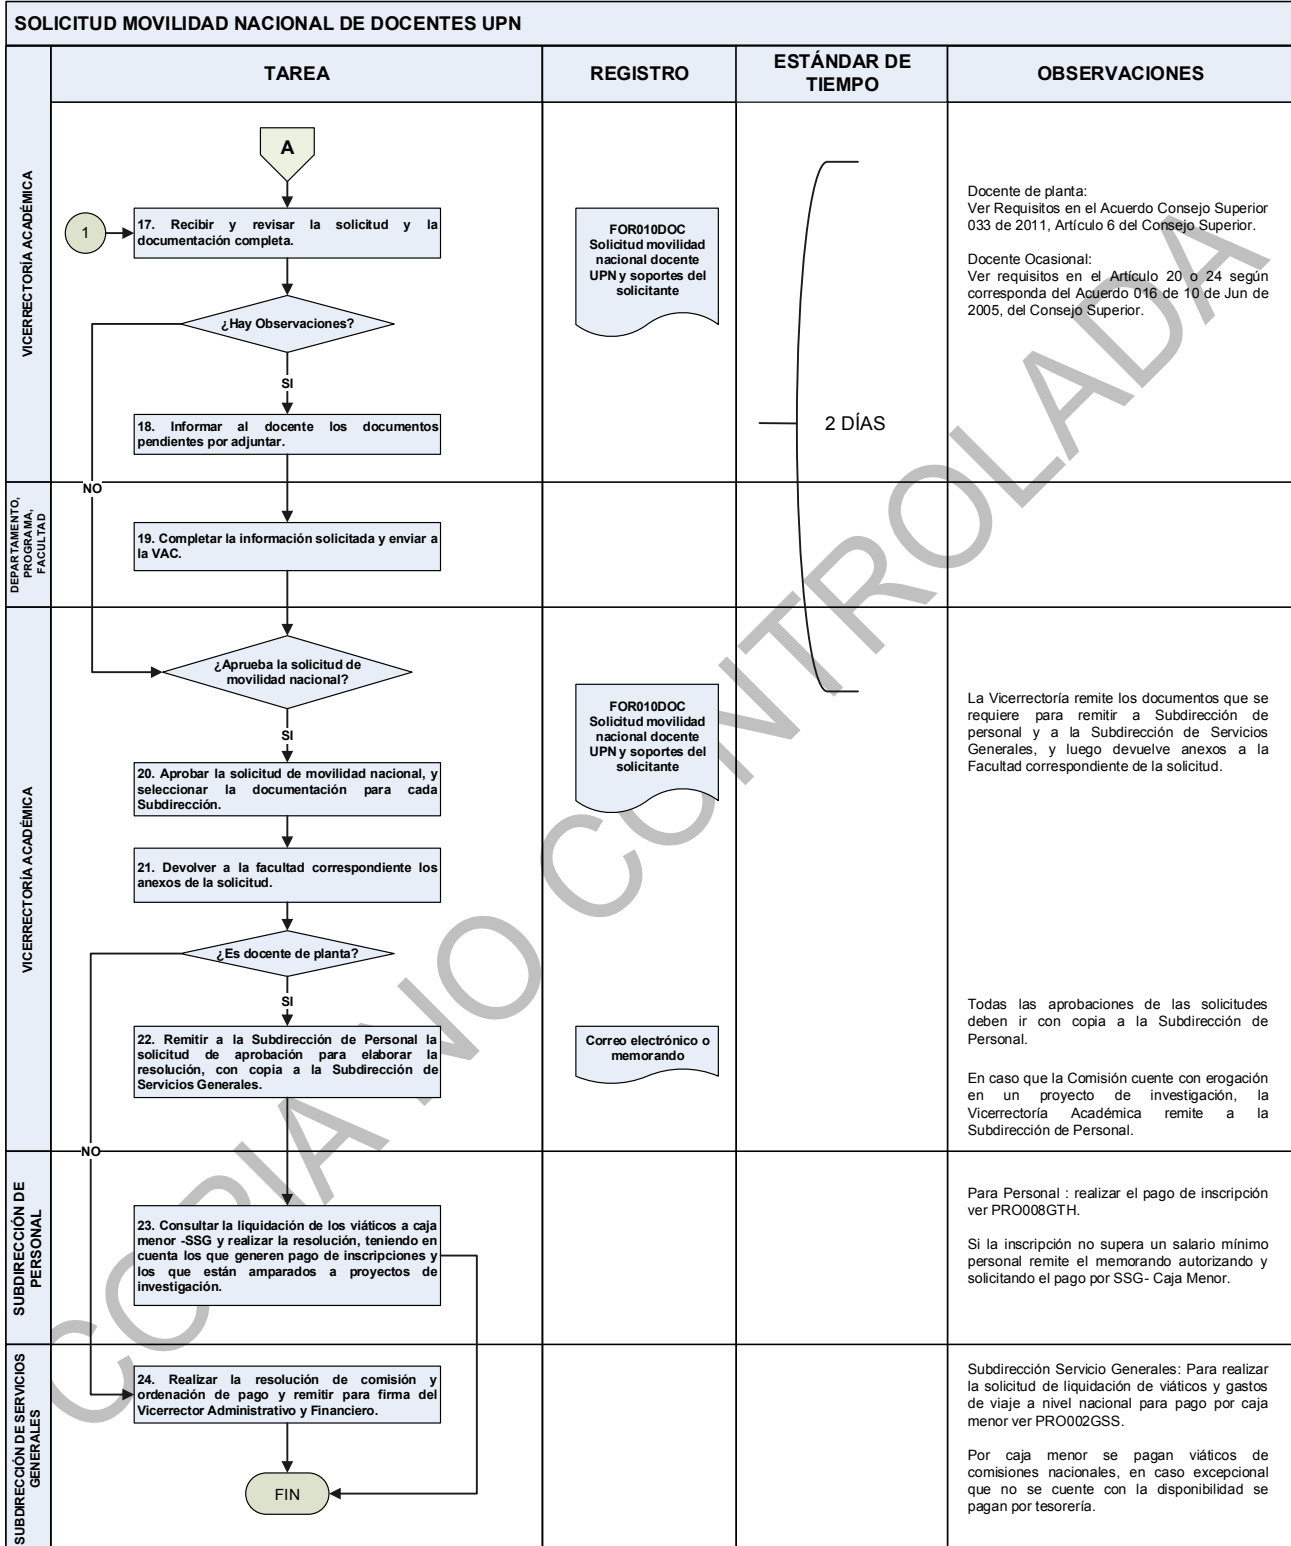 SOLICITUD MOVILIDAD NACIONAL DE DOCENTES UPN
TAREA
REGISTRO
ESTÁNDAR DE
TIEMPO
OBSERVACIONES
VICERRECTORÍA ACADÉMICA
A
1
17. Recibir y revisar la solicitud y la
documentación completa.
¿Hay Observaciones?
SI
18. Informar al docente los documentos
pendientes por adjuntar.
NO
FOR010DOC
Solicitud movilidad
nacional docente
UPN y soportes del
solicitante
2 DÍAS
Docente de planta:
Ver Requisitos en el Acuerdo Consejo Superior
033 de 2011, Artículo 6 del Consejo Superior.
Docente Ocasional:
Ver requisitos en el Artículo 20 o 24 según
corresponda del Acuerdo 016 de 10 de Jun de
2005, del Consejo Superior.
DEPARTAMENTO,
PROGRAMA,
FACULTAD
19. Completar la información solicitada y enviar a
la VAC.
VICERRECTORÍA ACADÉMICA
¿Aprueba la solicitud de
movilidad nacional?
SI
20. Aprobar la solicitud de movilidad nacional, y
seleccionar la documentación para cada
Subdirección.
21. Devolver a la facultad correspondiente los
anexos de la solicitud.
¿Es docente de planta?
SI
22. Remitir a la Subdirección de Personal la
solicitud de aprobación para elaborar la
resolución, con copia a la Subdirección de
Servicios Generales.
NO
FOR010DOC
Solicitud movilidad
nacional docente
UPN y soportes del
solicitante
Correo electrónico o
memorando
La Vicerrectoría remite los documentos que se
requiere para remitir a Subdirección de
personal y a la Subdirección de Servicios
Generales, y luego devuelve anexos a la
Facultad correspondiente de la solicitud.
Todas las aprobaciones de las solicitudes
deben ir con copia a la Subdirección de
Personal.
En caso que la Comisión cuente con erogación
en un proyecto de investigación, la
Vicerrectoría Académica remite a la
Subdirección de Personal.
SUBDIRECCIÓN DE
PERSONAL
23. Consultar la liquidación de los viáticos a caja
menor -SSG y realizar la resolución, teniendo en
cuenta los que generen pago de inscripciones y
los que están amparados a proyectos de
investigación.
Para Personal : realizar el pago de inscripción
ver PRO008GTH.
Si la inscripción no supera un salario mínimo
personal remite el memorando autorizando y
solicitando el pago por SSG- Caja Menor.
SUBDIRECCIÓN DE SERVICIOS
GENERALES
24. Realizar la resolución de comisión y
ordenación de pago y remitir para firma del
Vicerrector Administrativo y Financiero.
FIN
Subdirección Servicio Generales: Para realizar
la solicitud de liquidación de viáticos y gastos
de viaje a nivel nacional para pago por caja
menor ver PRO002GSS.
Por caja menor se pagan viáticos de
comisiones nacionales, en caso excepcional
que no se cuente con la disponibilidad se
pagan por tesorería.
COPIA NO CONTROLADA